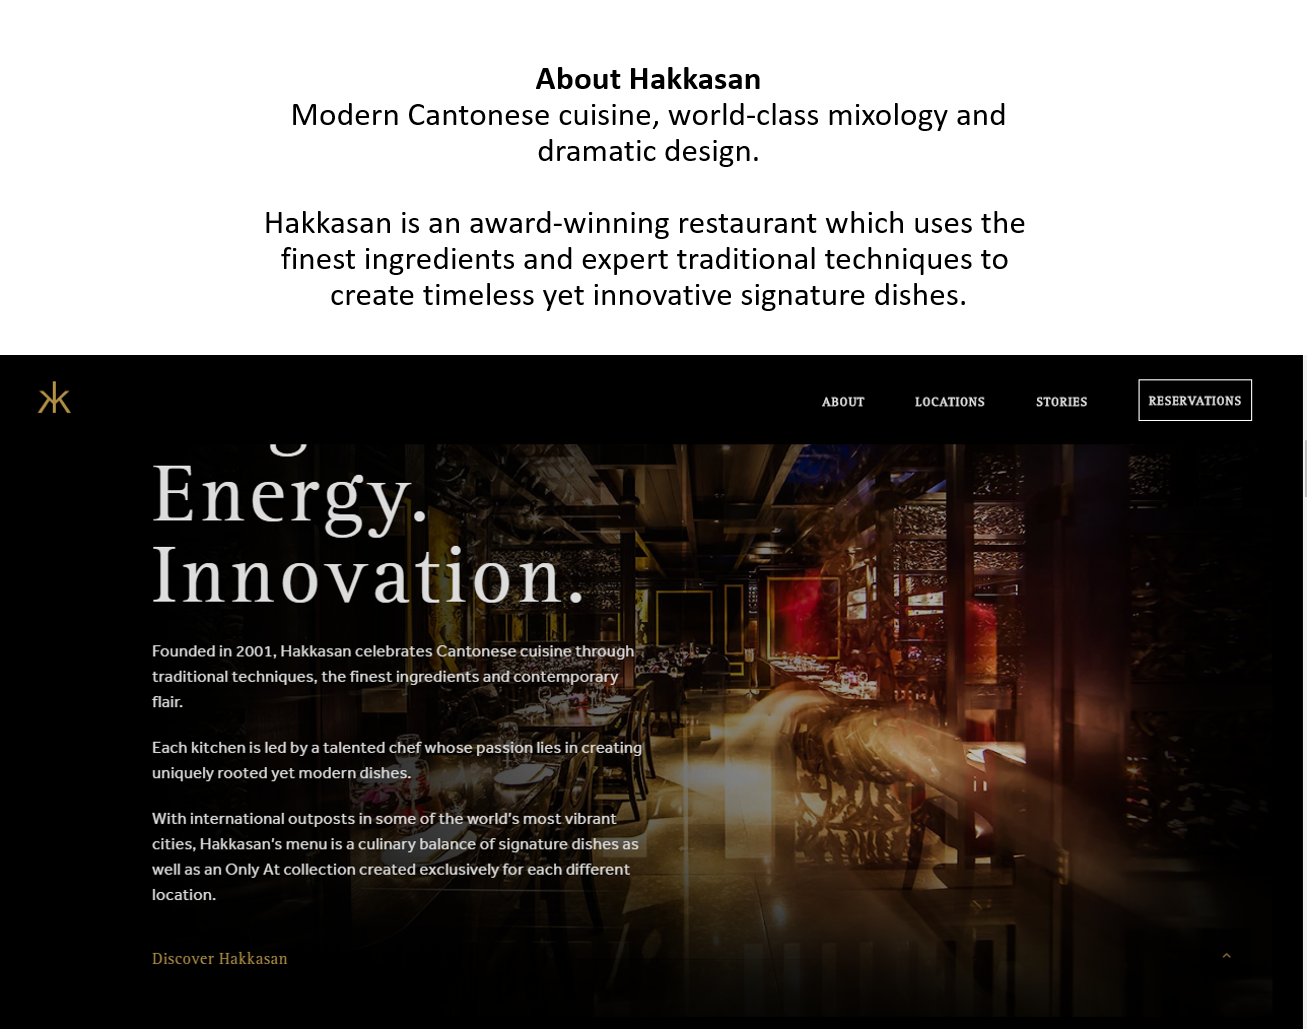 About Hakkasan
Modern Cantonese cuisine, world-class mixology and
dramatic design.
Hakkasan is an award-winning restaurant which uses the
finest ingredients and expert traditional techniques to
create timeless yet innovative signature dishes.
ABOUT
LOCATIONS
STORIES
RESERVATIONS
Energy.
Innovation.
Founded in 2001, Hakkasan celebrates Cantonese cuisine through
traditional techniques, the finest ingredients and contemporary
flair.
Each kitchen is led by a talented chef whose passion lies in creating
uniquely rooted yet modern dishes.
With international outposts in some of the world's most vibrant
cities, Hakkasan's menu is a culinary balance of signature dishes as
well as an Only At collection created exclusively for each different
location.
Discover Hakkasan